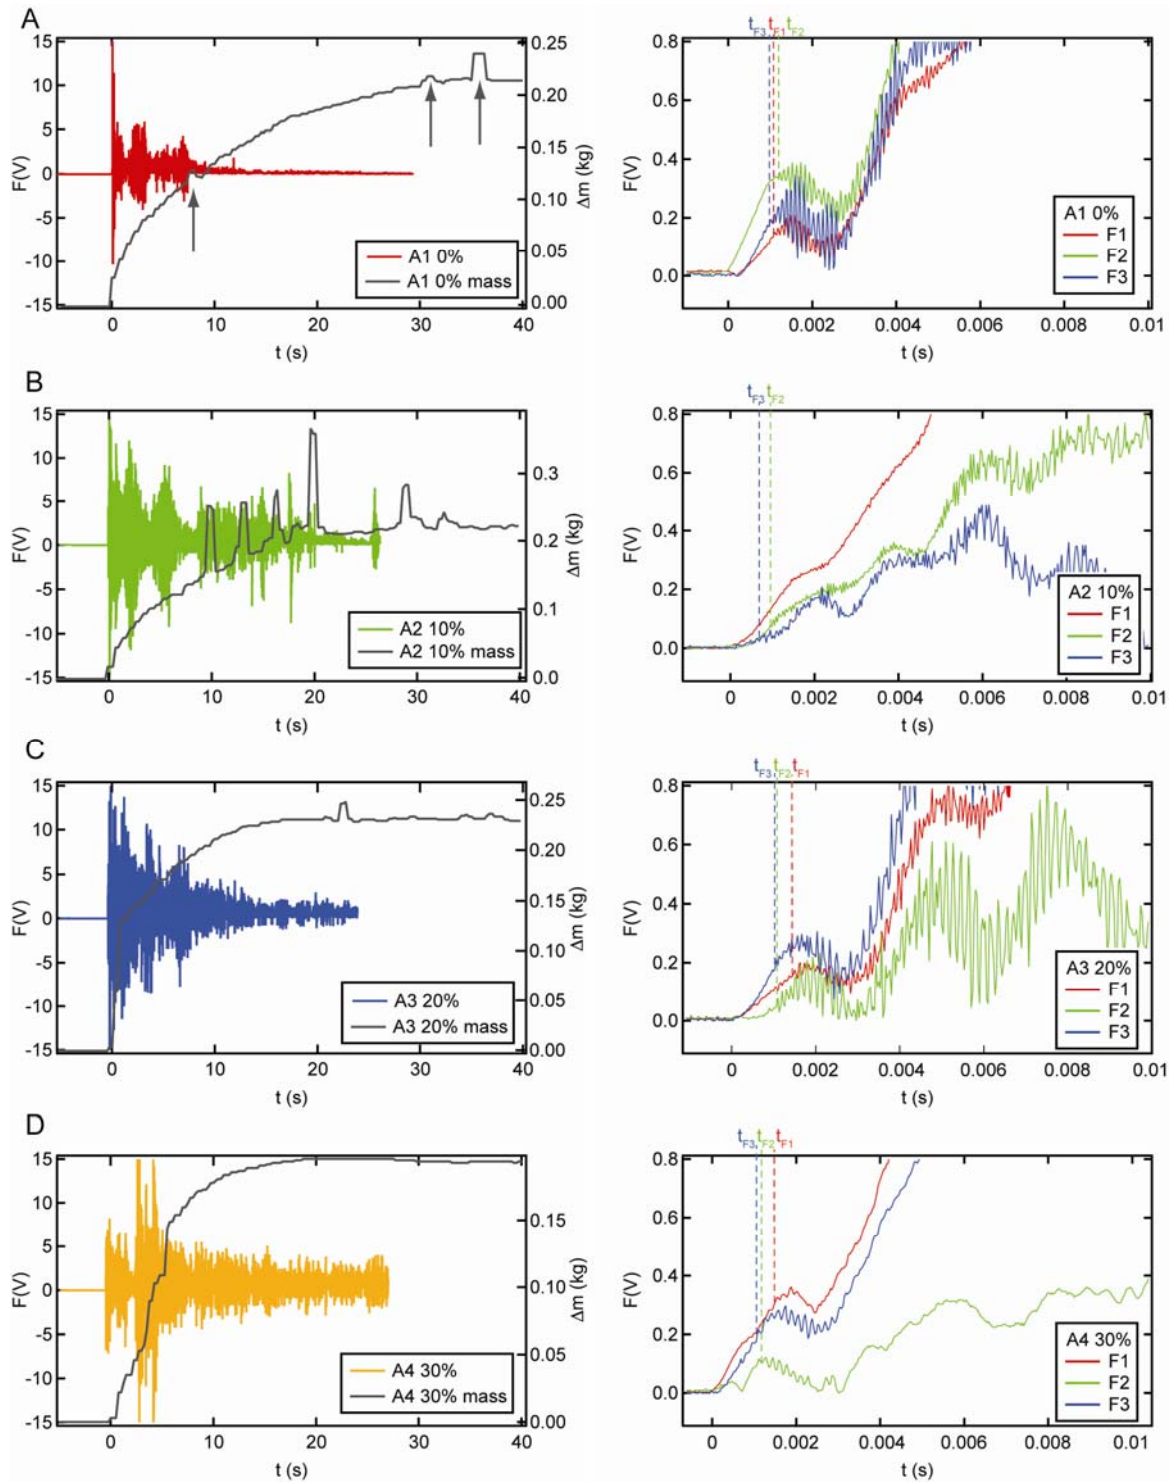 A
tF3, tF1 tF2
15
10
5
0
-5
-10
-15
F(V)
0.25
0.20
0.15
0.10
0.05
0.00
Δm (kg)
A1 0%
A1 0% mass
0 10 20 30 40
t (s)
0.8
0.6
0.4
0.2
0.0
F(V)
A1 0%
F1
F2
F3
0 0.002 0.004 0.006 0.008 0.01
t (s)
B
tF3, tF2
15
10
5
0
-5
-10
-15
F(V)
0.3
0.2
0.1
0.0
Δm (kg)
A2 10%
A2 10% mass
0 10 20 30 40
t (s)
0.8
0.6
0.4
0.2
0.0
F(V)
A2 10%
F1
F2
F3
0 0.002 0.004 0.006 0.008 0.01
t (s)
C
tF3, tF2, tF1
15
10
5
0
-5
-10
-15
F(V)
0.25
0.20
0.15
0.10
0.05
0.00
Δm (kg)
A3 20%
A3 20% mass
0 10 20 30 40
t (s)
0.8
0.6
0.4
0.2
0.0
F(V)
A3 20%
F1
F2
F3
0 0.002 0.004 0.006 0.008 0.01
t (s)
D
tF3, tF2 tF1
15
10
5
0
-5
-10
-15
F(V)
0.15
0.10
0.05
0.00
Δm (kg)
A4 30%
A4 30% mass
0 10 20 30 40
t (s)
0.8
0.6
0.4
0.2
0.0
F(V)
A4 30%
F1
F2
F3
0 0.002 0.004 0.006 0.008 0.01
t (s)